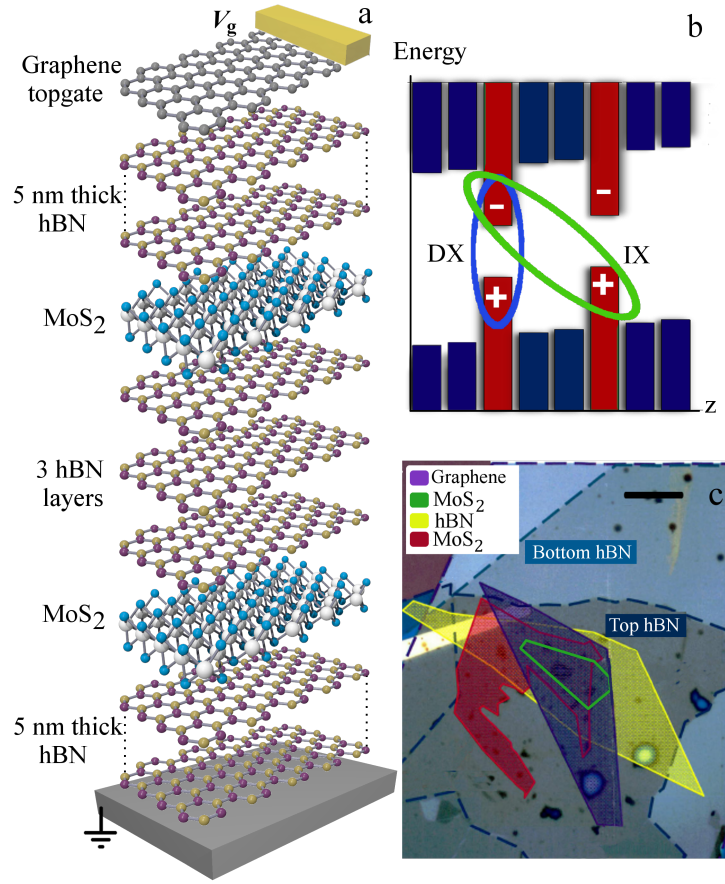 a
Vg
Graphene
topgate
5 nm thick
hBN
MoS2
3 hBN
layers
MoS2
5 nm thick
hBN
b
Energy
-
-
DX
IX
+
+
z
c
Graphene
MoS2
hBN
MoS2
Bottom hBN
Top hBN